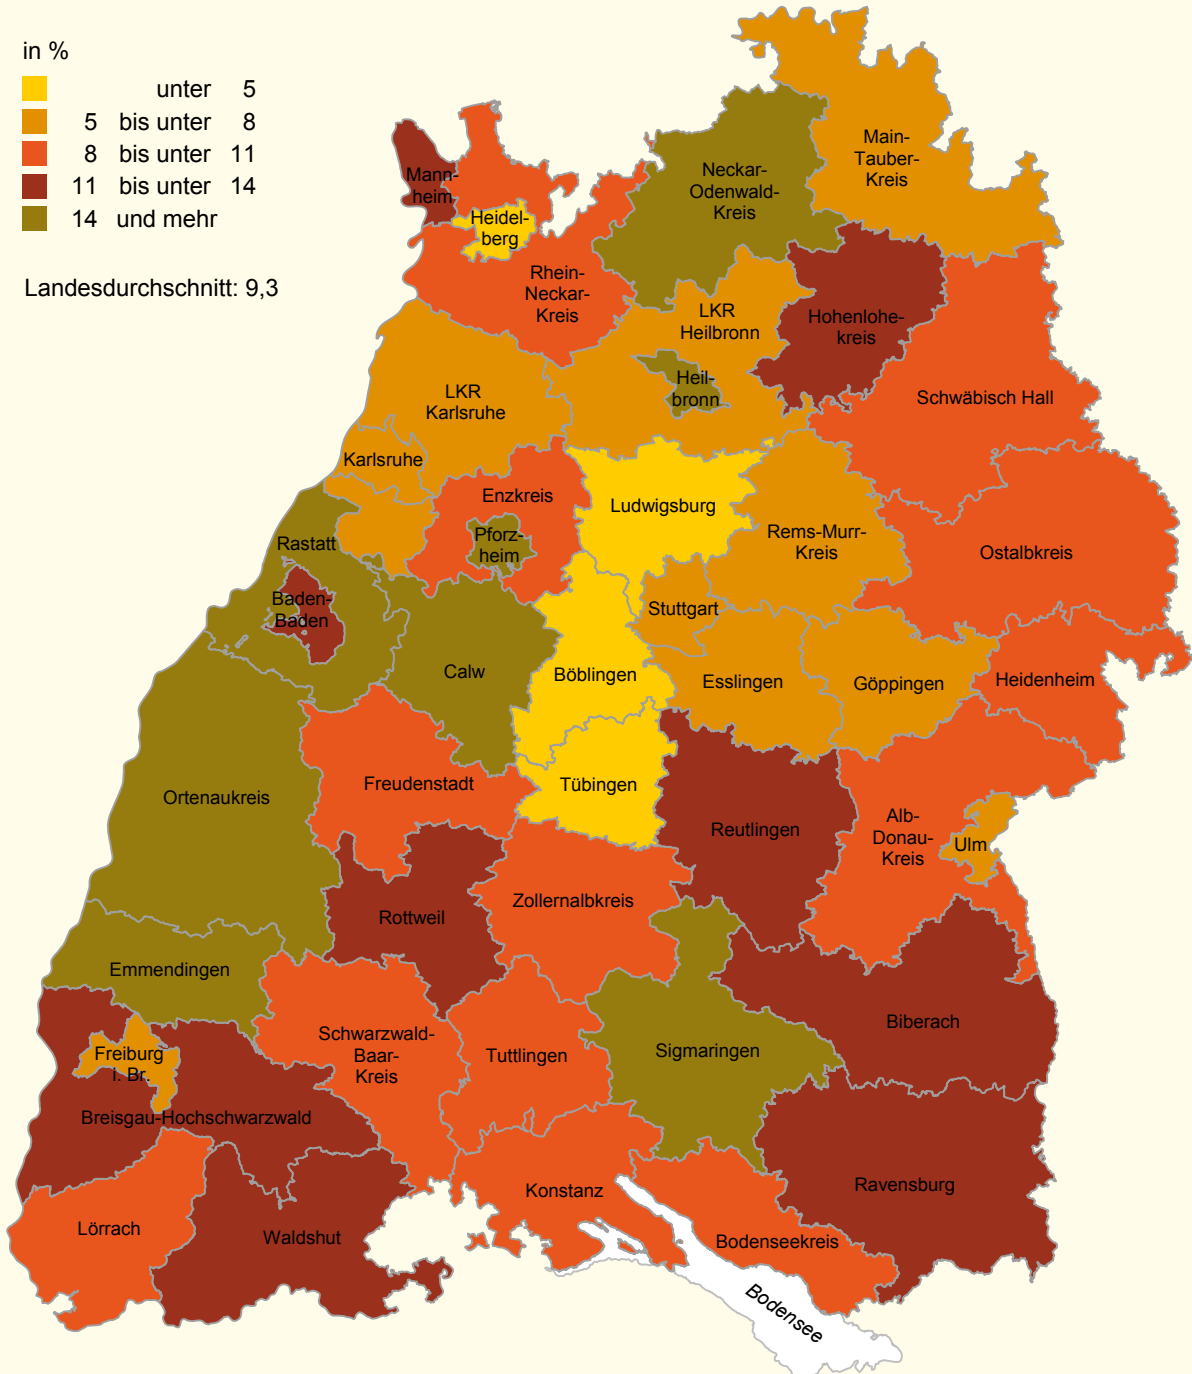 in %
unter 5
5 bis unter 8
8 bis unter 11
11 bis unter 14
14 und mehr
Landesdurchschnitt: 9,3
Main-
Tauber-
Kreis
Neckar-
Odenwald-
Kreis
Mann-
heim
Heidel-
berg
Rhein-
Neckar-
Kreis
LKR
Heilbronn
Hohenlohe-
kreis
Heil-
bronn
Schwäbisch Hall
LKR
Karlsruhe
Karlsruhe
Enzkreis
Ludwigsburg
Pforz-
heim
Rems-Murr-
Kreis
Ostalbkreis
Rastatt
Baden-
Baden
Stuttgart
Calw
Böblingen
Esslingen
Göppingen
Heidenheim
Ortenaukreis
Freudenstadt
Tübingen
Reutlingen
Alb-
Donau-
Kreis
Ulm
Rottweil
Zollernalbkreis
Emmendingen
Biberach
Schwarzwald-
Baar-
Kreis
Tuttlingen
Sigmaringen
Freiburg
i. Br.
Breisgau-Hochschwarzwald
Konstanz
Ravensburg
Lörrach
Waldshut
Bodenseekreis
Bodensee